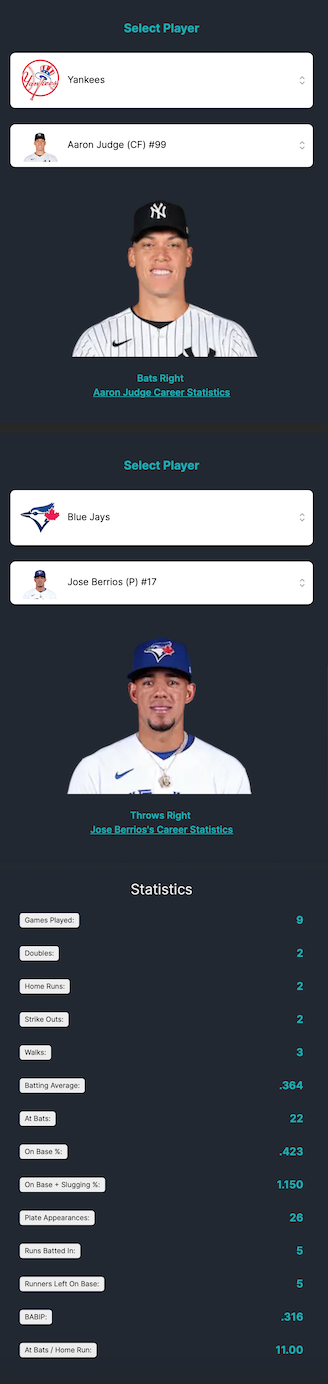 Select Player
Yankees
Yankees
Aaron Judge (CF) #99
NY
Bats Right
Aaron Judge Career Statistics
Select Player
Blue Jays
Jose Berrios (P) #17
Throws Right
Jose Berrios's Career Statistics
Statistics
Games Played: 9
Doubles: 2
Home Runs: 2
Strike Outs: 2
Walks: 3
Batting Average: .364
At Bats: 22
On Base %: .423
On Base + Slugging %: 1.150
Plate Appearances: 26
Runs Batted In: 5
Runners Left On Base: 5
BABIP: .316
At Bats / Home Run: 11.00